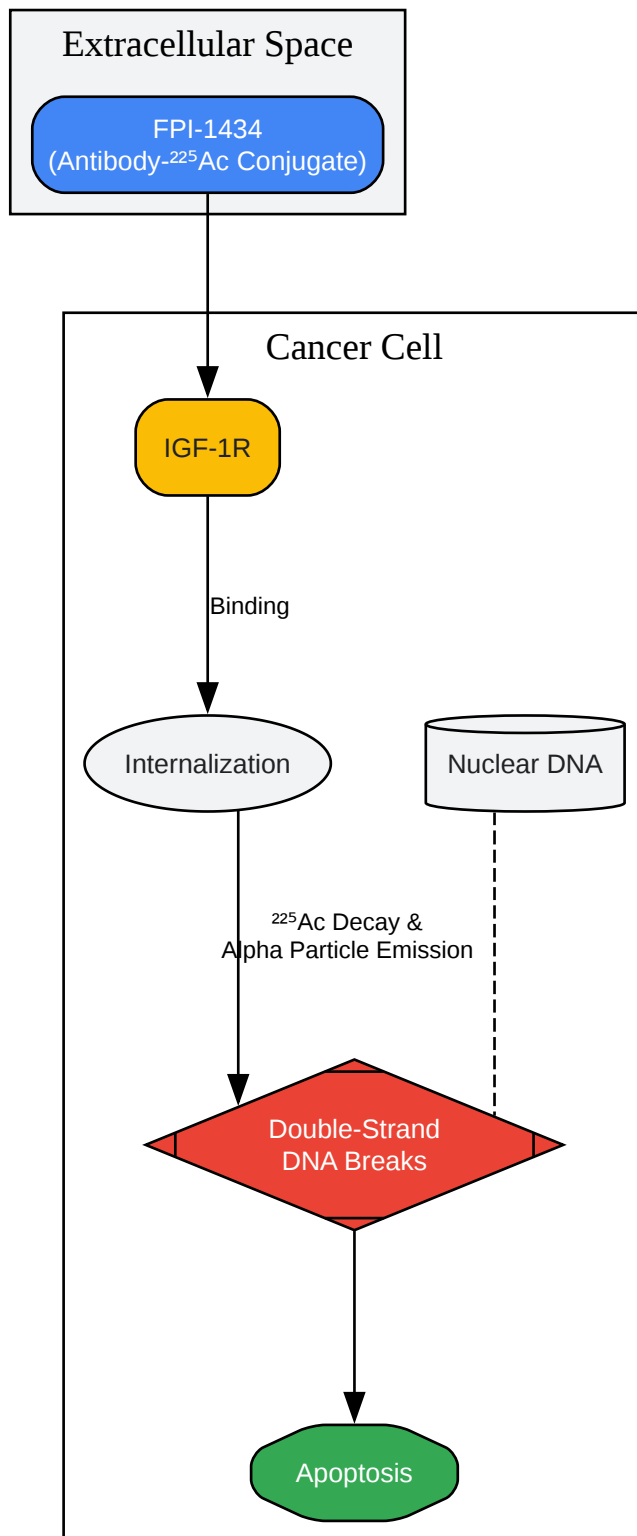 Extracellular Space
FPI-1434
(Antibody-²²⁵Ac Conjugate)
Cancer Cell
IGF-1R
Binding
Internalization
Nuclear DNA
²²⁵Ac Decay &
Alpha Particle Emission
Double-Strand
DNA Breaks
Apoptosis